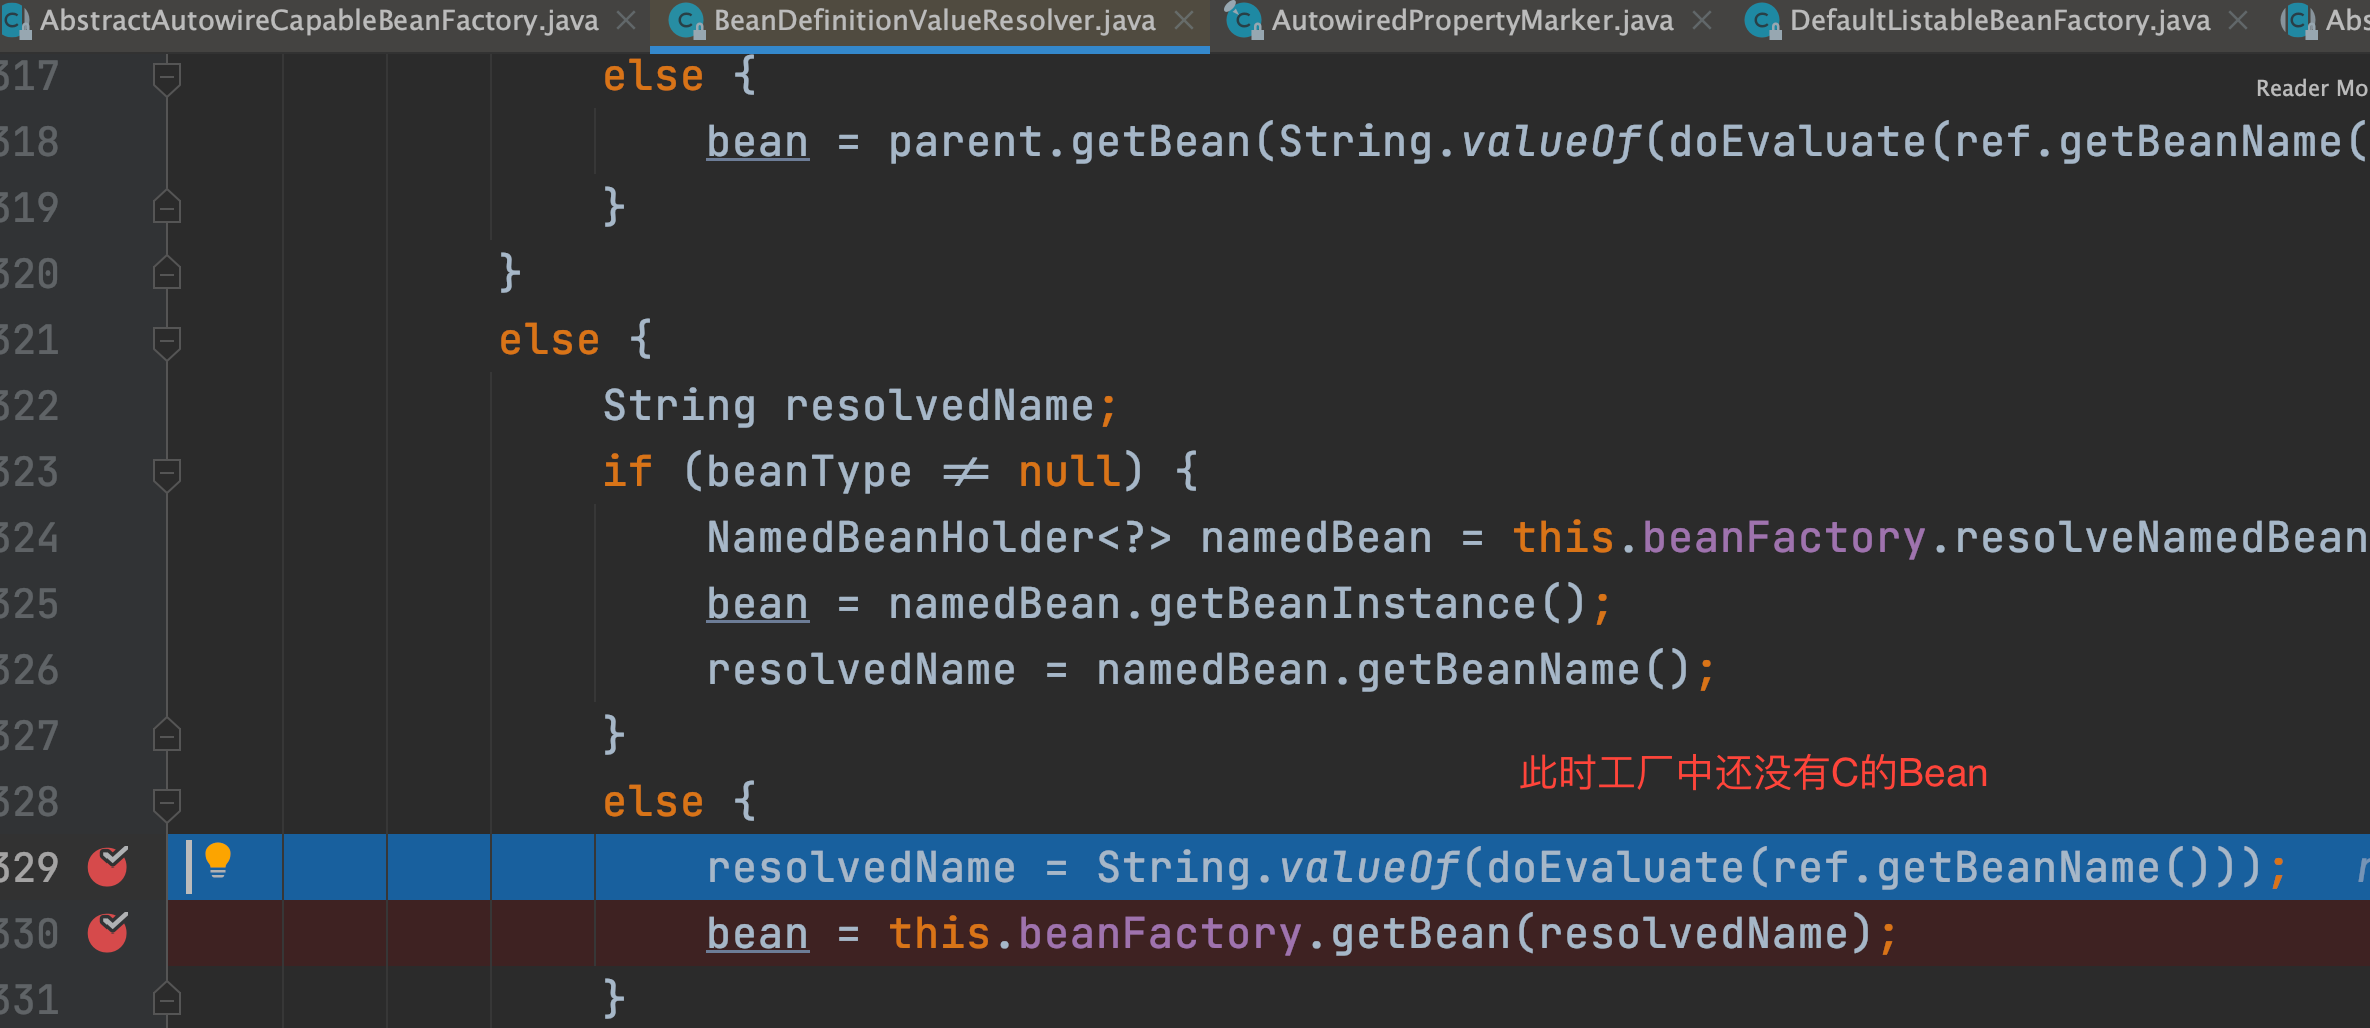 AbstractAutowireCapableBeanFactory.java BeanDefinitionValueResolver.java AutowiredPropertyMarker.java DefaultListableBeanFactory.java Abs
317 else {
Reader Mo
318 bean = parent.getBean(String.valueOf(doEvaluate(ref.getBeanName(
319 }
320 }
321 else {
322 String resolvedName;
323 if (beanType ≠ null) {
324 NamedBeanHolder<?> namedBean = this.beanFactory.resolveNamedBean
325 bean = namedBean.getBeanInstance();
326 resolvedName = namedBean.getBeanName();
327 }
此时工厂中还没有C的Bean
328 else {
329 resolvedName = String.valueOf(doEvaluate(ref.getBeanName()));
330 bean = this.beanFactory.getBean(resolvedName);
331 }